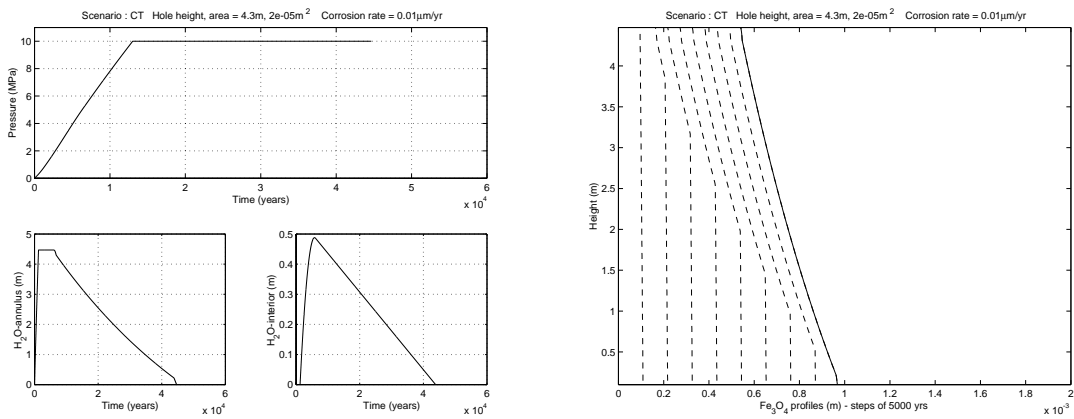 Scenario : CT Hole height, area = 4.3m, 2e-05m2 Corrosion rate = 0.01μm/yr
10
8
6
4
2
0
Pressure (MPa)
0 1 2 3 4 5 6
Time (years)
x 10^4
5
4
3
2
1
0
H2O-annulus (m)
0 2 4 6
Time (years)
x 10^4
0.5
0.4
0.3
0.2
0.1
0
H2O-interior (m)
0 2 4 6
Time (years)
x 10^4
Scenario : CT Hole height, area = 4.3m, 2e-05m2 Corrosion rate = 0.01μm/yr
4
3.5
3
2.5
2
1.5
1
0.5
Height (m)
0 0.2 0.4 0.6 0.8 1 1.2 1.4 1.6 1.8 2
Fe3O4 profiles (m) - steps of 5000 yrs
x 10^-3